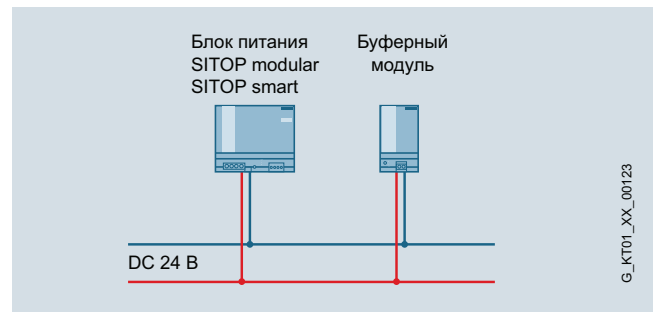 Блок питания
SITOP modular
SITOP smart
Буферный
модуль
DC 24 В
G_KT01_XX_00123